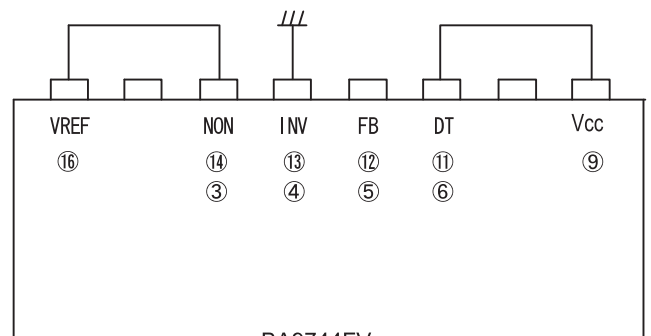 VREF NON INV FB DT Vcc
⑯ ⑭ ⑬ ⑫ ⑪ ⑨
③ ④ ⑤ ⑥